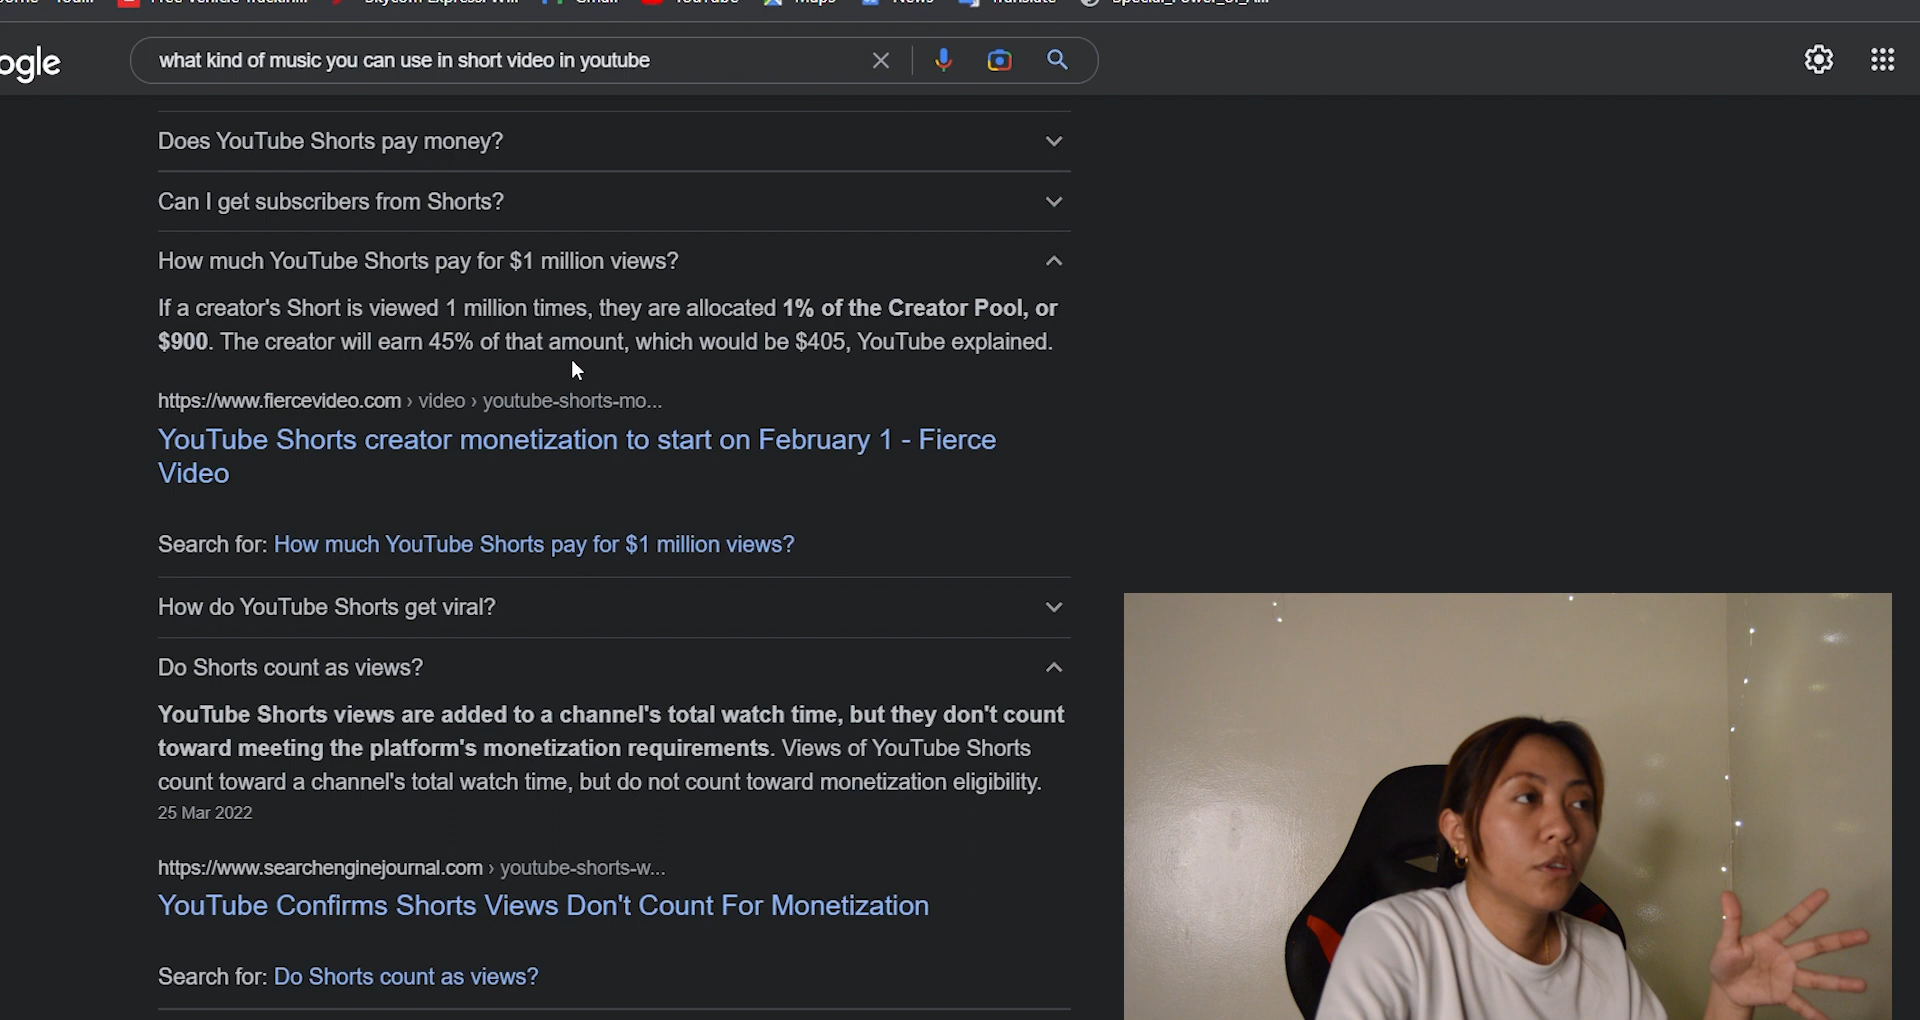 ogle
what kind of music you can use in short video in youtube
Does YouTube Shorts pay money?
Can I get subscribers from Shorts?
How much YouTube Shorts pay for $1 million views?
If a creator's Short is viewed 1 million times, they are allocated 1% of the Creator Pool, or
$900. The creator will earn 45% of that amount, which would be $405, YouTube explained.
https://www.fiercevideo.com › video › youtube-shorts-mo...
YouTube Shorts creator monetization to start on February 1 - Fierce
Video
Search for: How much YouTube Shorts pay for $1 million views?
How do YouTube Shorts get viral?
Do Shorts count as views?
YouTube Shorts views are added to a channel's total watch time, but they don't count
toward meeting the platform's monetization requirements. Views of YouTube Shorts
count toward a channel's total watch time, but do not count toward monetization eligibility.
25 Mar 2022
https://www.searchenginejournal.com › youtube-shorts-w...
YouTube Confirms Shorts Views Don't Count For Monetization
Search for: Do Shorts count as views?